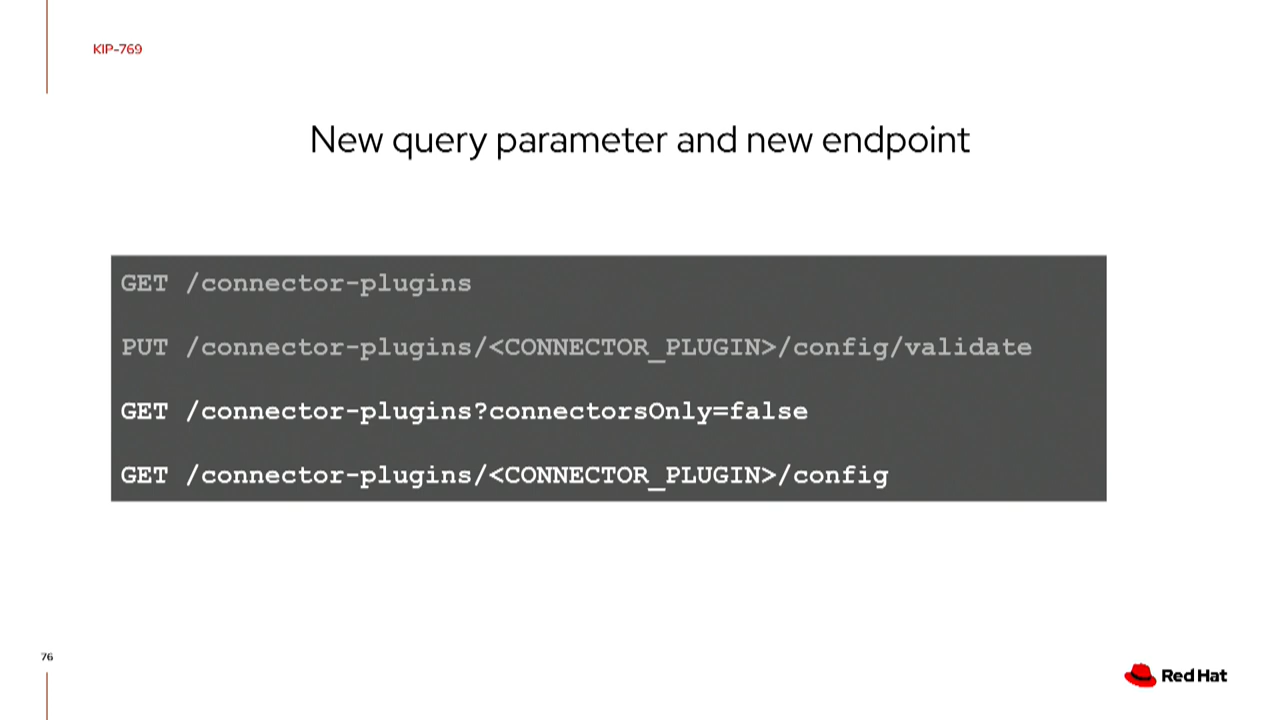 KIP-769
New query parameter and new endpoint
GET /connector-plugins
PUT /connector-plugins/<CONNECTOR_PLUGIN>/config/validate
GET /connector-plugins?connectorsOnly=false
GET /connector-plugins/<CONNECTOR_PLUGIN>/config
76
Red Hat